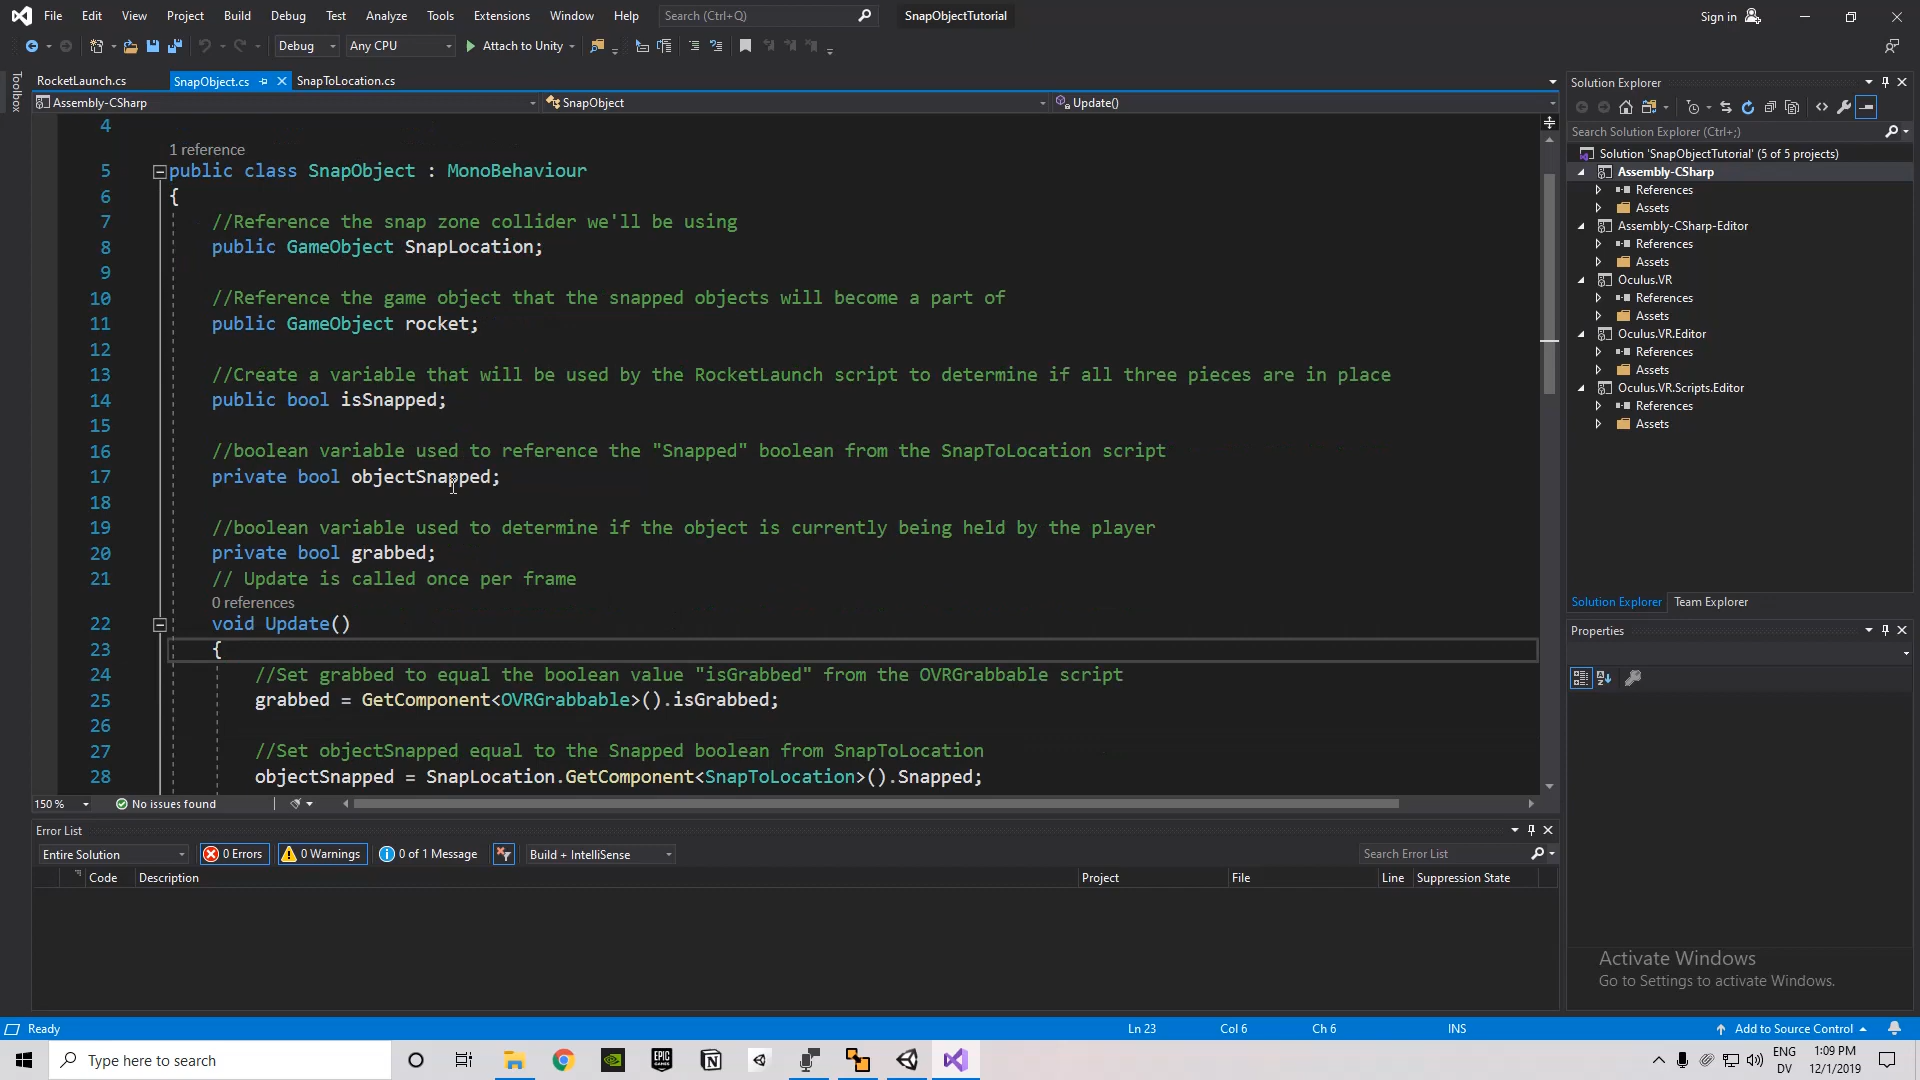 File Edit View Project Build Debug Test Analyze Tools Extensions Window Help Search (Ctrl+Q) SnapObjectTutorial Sign in
Debug Any CPU Attach to Unity
Toolbox
RocketLaunch.cs SnapObject.cs SnapToLocation.cs
Assembly-CSharp SnapObject Update()
4
1 reference
5 public class SnapObject : MonoBehaviour
6 {
7 //Reference the snap zone collider we'll be using
8 public GameObject SnapLocation;
9
10 //Reference the game object that the snapped objects will become a part of
11 public GameObject rocket;
12
13 //Create a variable that will be used by the RocketLaunch script to determine if all three pieces are in place
14 public bool isSnapped;
15
16 //boolean variable used to reference the "Snapped" boolean from the SnapToLocation script
17 private bool objectSnapped;
18
19 //boolean variable used to determine if the object is currently being held by the player
20 private bool grabbed;
21 // Update is called once per frame
0 references
22 void Update()
23 {
24 //Set grabbed to equal the boolean value "isGrabbed" from the OVRGrabbable script
25 grabbed = GetComponent<OVRGrabbable>().isGrabbed;
26
27 //Set objectSnapped equal to the Snapped boolean from SnapToLocation
28 objectSnapped = SnapLocation.GetComponent<SnapToLocation>().Snapped;
150 % No issues found
Error List
Entire Solution 0 Errors 0 Warnings 0 of 1 Message Build + IntelliSense Search Error List
Code Description Project File Line Suppression State
Solution Explorer
Search Solution Explorer (Ctrl+;)
Solution 'SnapObjectTutorial' (5 of 5 projects)
Assembly-CSharp
References
Assets
Assembly-CSharp-Editor
References
Assets
Oculus.VR
References
Assets
Oculus.VR.Editor
References
Assets
Oculus.VR.Scripts.Editor
References
Assets
Solution Explorer Team Explorer
Properties
Activate Windows
Go to Settings to activate Windows.
Ready Ln 23 Col 6 Ch 6 INS Add to Source Control
Type here to search
EPIC GAMES
ENG 1:09 PM
DV 12/1/2019